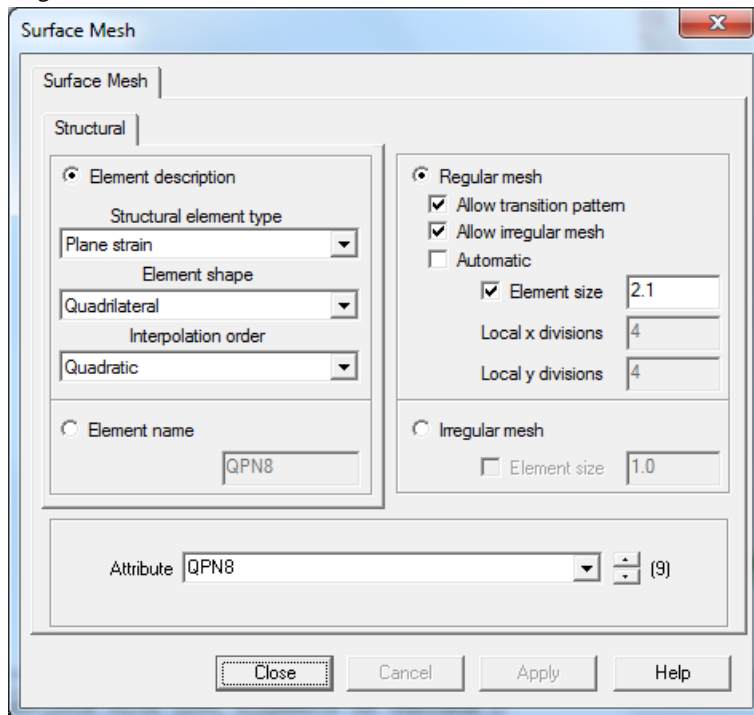 Surface Mesh
Surface Mesh
Structural
Element description
Structural element type
Plane strain
Element shape
Quadrilateral
Interpolation order
Quadratic
Element name
QPN8
Regular mesh
Allow transition pattern
Allow irregular mesh
Automatic
Element size 2.1
Local x divisions 4
Local y divisions 4
Irregular mesh
Element size 1.0
Attribute QPN8 (9)
Close Cancel Apply Help